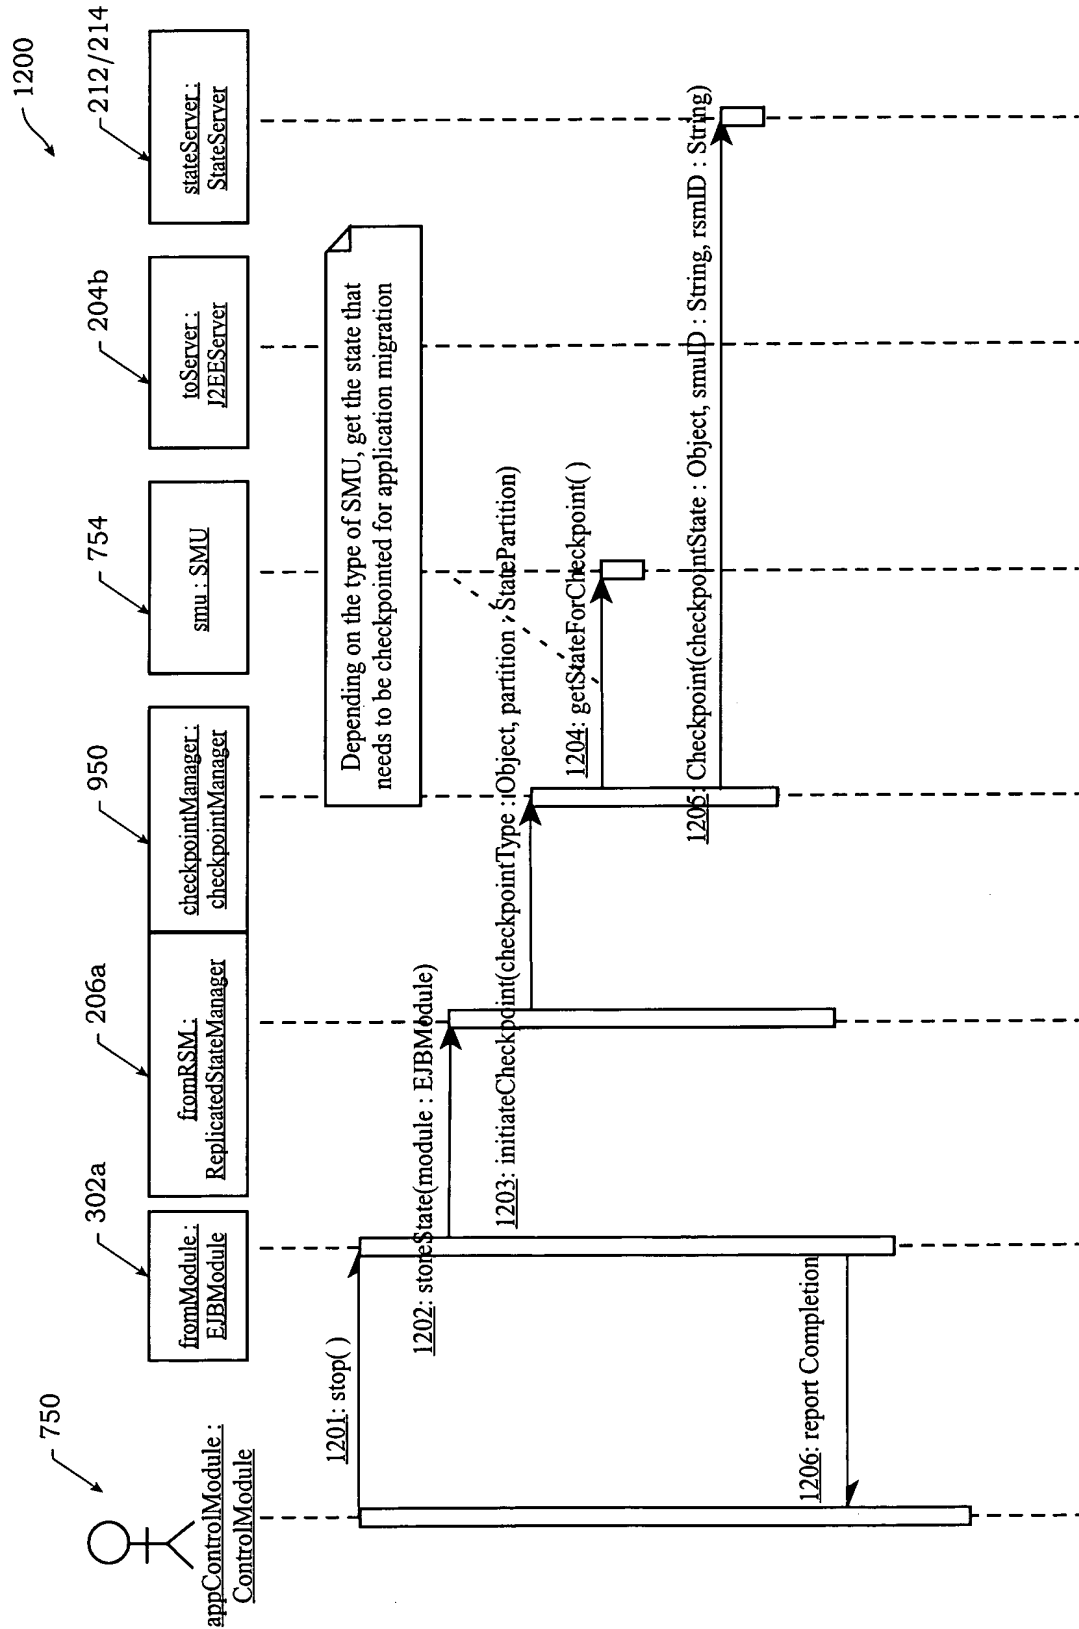 1200
750
302a
206a
950
754
204b
212/214
appControlModule :
ControlModule
fromModule :
EJBModule
fromRSM :
ReplicatedStateManager
checkpointManager :
checkpointManager
smu : SMU
toServer :
J2EEServer
stateServer :
StateServer
Depending on the type of SMU, get the state that
needs to be checkpointed for application migration
1201: stop( )
1202: storeState(module : EJBModule)
1203: initiateCheckpoint(checkpointType : Object, partition : StatePartition)
1204: getStateForCheckpoint( )
1205: Checkpoint(checkpointState : Object, smuID : String, rsmID : String)
1206: report Completion